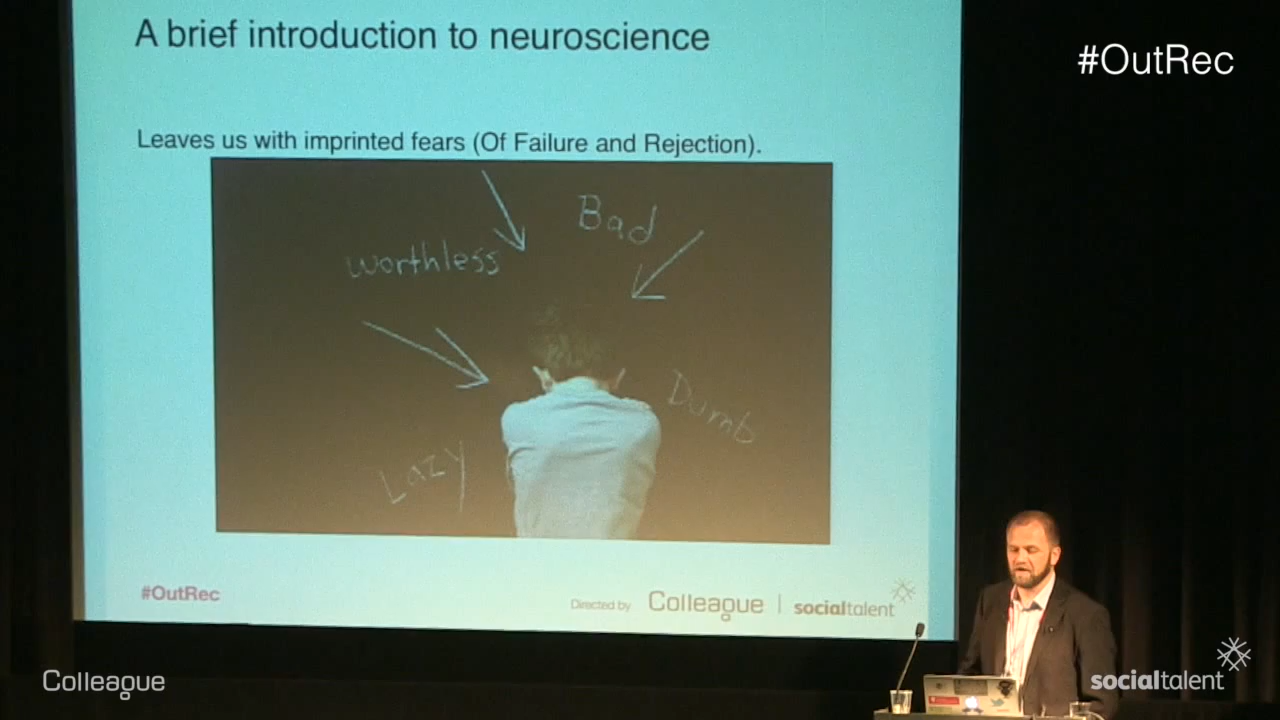 A brief introduction to neuroscience
#OutRec
Leaves us with imprinted fears (Of Failure and Rejection).
Bad
worthless
Dumb
Lazy
#OutRec
Directed by Colleague | socialtalent
Colleague
socialtalent